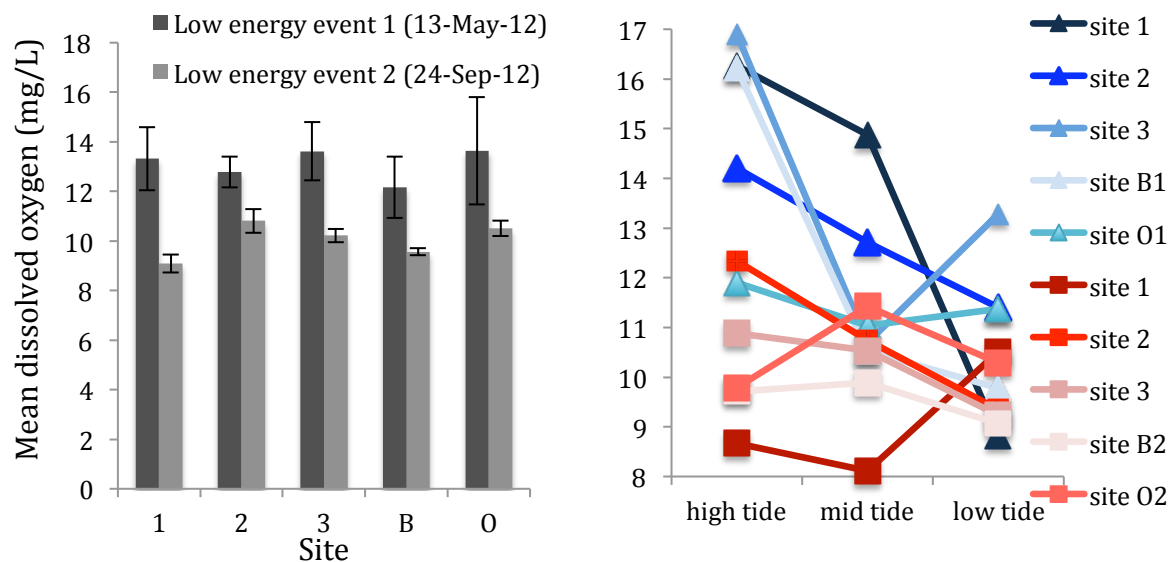 Low energy event 1 (13-May-12)
Low energy event 2 (24-Sep-12)
Mean dissolved oxygen (mg/L)
18
16
14
12
10
8
6
4
2
0
1 2 3 B O
Site
17
16
15
14
13
12
11
10
9
8
high tide mid tide low tide
site 1
site 2
site 3
site B1
site O1
site 1
site 2
site 3
site B2
site O2